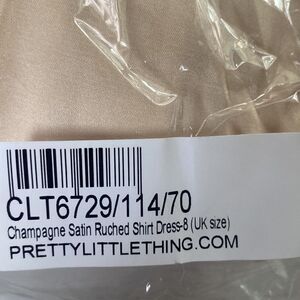 CLT6729/114/70
Champagne Satin Ruched Shirt Dress-8 (UK size)
PRETTYLITTLETHING.COM